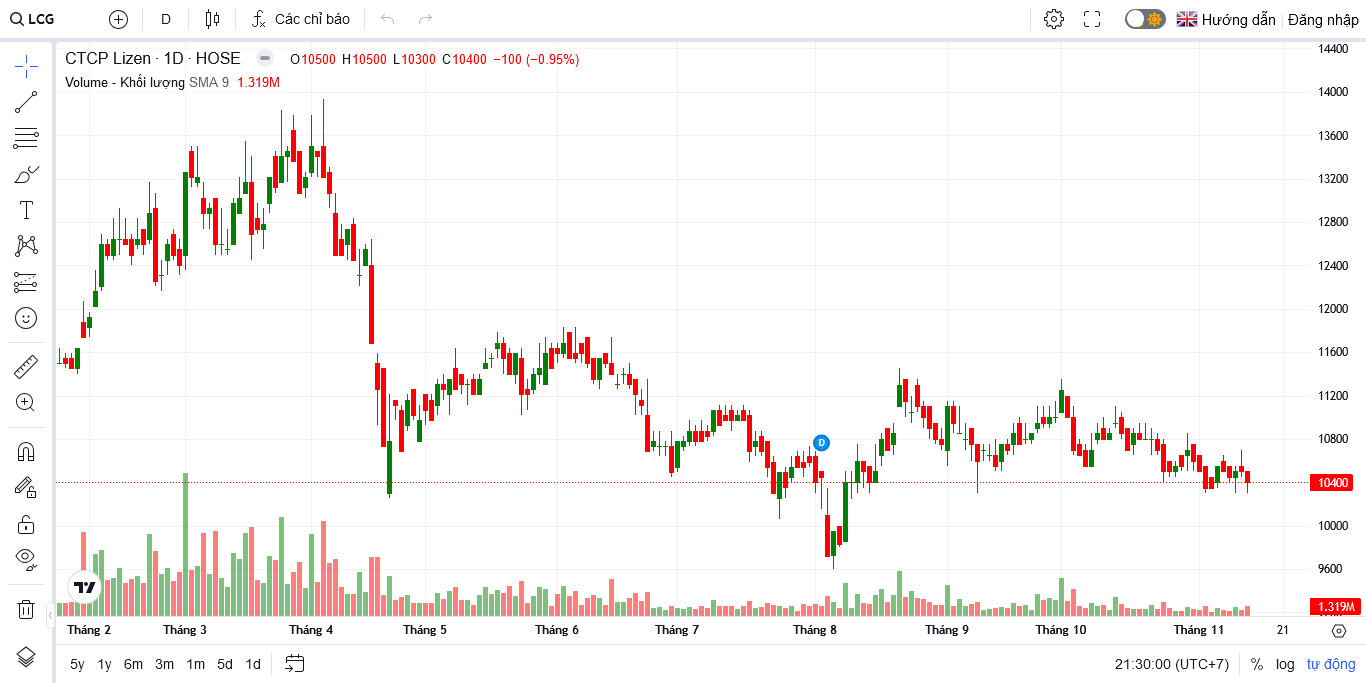 LCG D Các chỉ báo Hướng dẫn Đăng nhập
CTCP Lizen · 1D · HOSE O10500 H10500 L10300 C10400 −100 (−0.95%)
Volume - Khối lượng SMA 9 1.319M
14400
14000
13600
13200
12800
12400
12000
11600
11200
10800
10400
10000
9600
1.319M
D
Tháng 2 Tháng 3 Tháng 4 Tháng 5 Tháng 6 Tháng 7 Tháng 8 Tháng 9 Tháng 10 Tháng 11 21
5y 1y 6m 3m 1m 5d 1d 21:30:00 (UTC+7) % log tự động